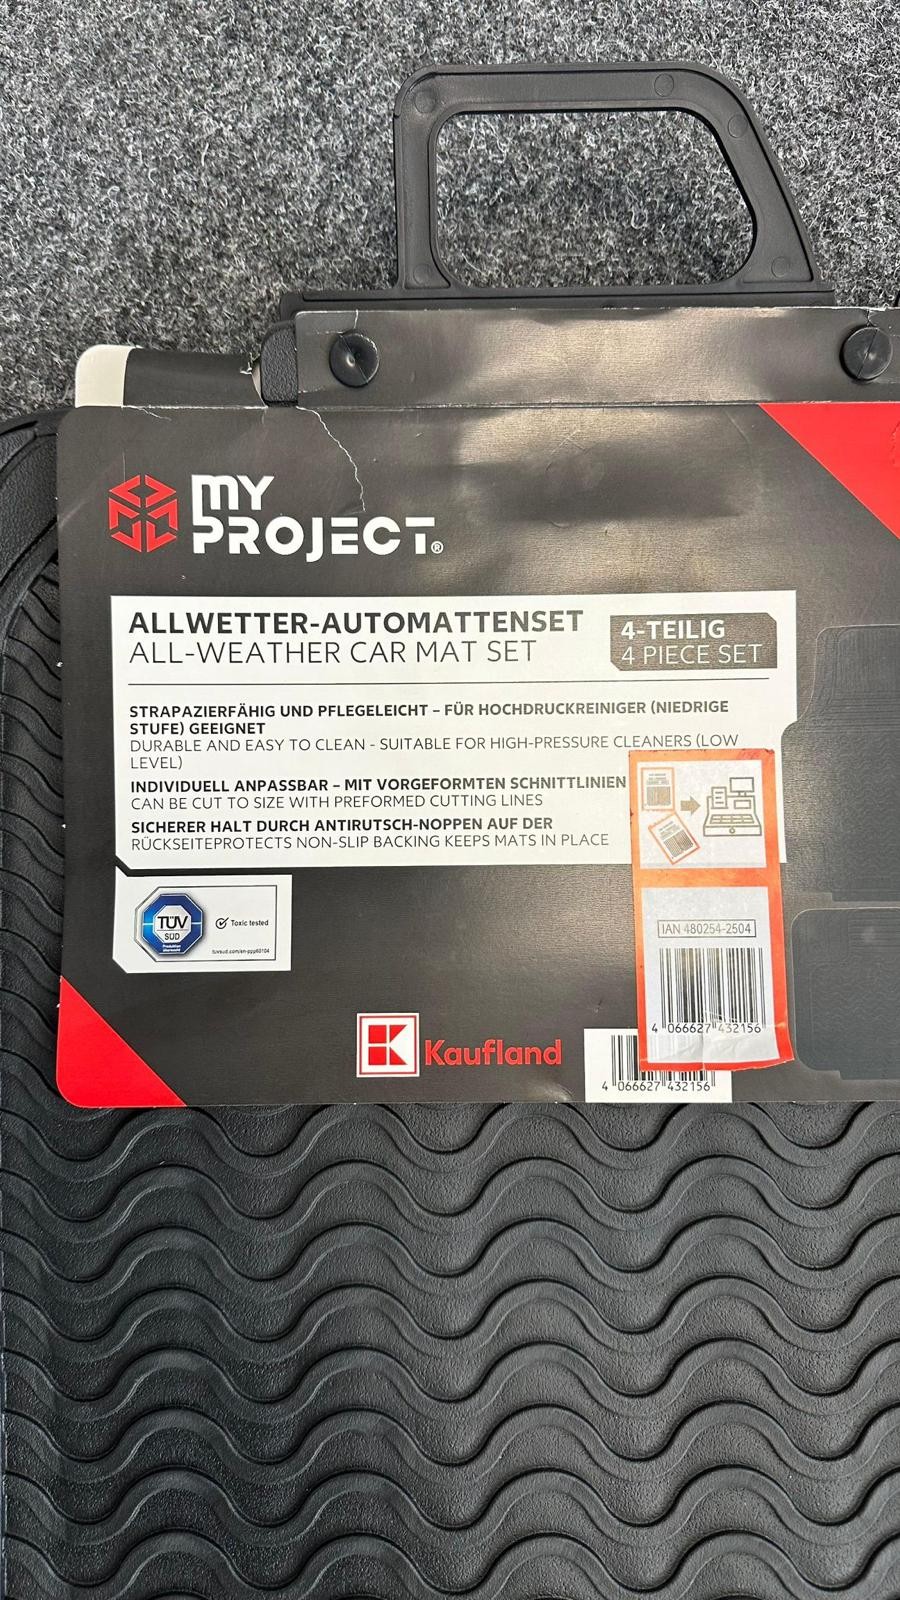 MY
PROJECT®
ALLWETTER-AUTOMATTENSET
ALL-WEATHER CAR MAT SET
4-TEILIG
4 PIECE SET
STRAPAZIERFÄHIG UND PFLEGELEICHT – FÜR HOCHDRUCKREINIGER (NIEDRIGE
STUFE) GEEIGNET
DURABLE AND EASY TO CLEAN - SUITABLE FOR HIGH-PRESSURE CLEANERS (LOW
LEVEL)
INDIVIDUELL ANPASSBAR – MIT VORGEFORMTEN SCHNITTLINIEN
CAN BE CUT TO SIZE WITH PREFORMED CUTTING LINES
SICHERER HALT DURCH ANTIRUTSCH-NOPPEN AUF DER
RÜCKSEITEPROTECTS NON-SLIP BACKING KEEPS MATS IN PLACE
TÜV
SÜD
Toxic tested
tuvsud.com/en-ppp60104
IAN 480254-2504
4 066627 432156
K Kaufland
4 066627 432156